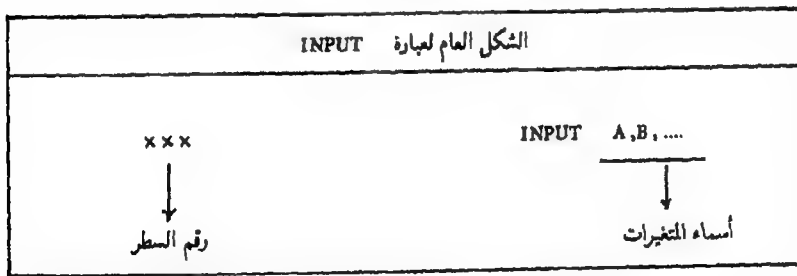 الشكل العام لعبارة INPUT
××× INPUT A,B,....
رقم السطر أسماء المتغيرات